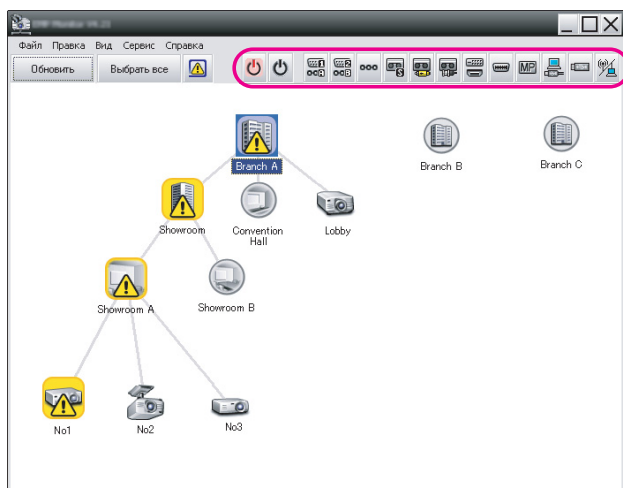 Файл Правка Вид Сервис Справка
Обновить Выбрать все
MP
Branch A Branch B Branch C
Showroom Convention Hall Lobby
Showroom A Showroom B
No1 No2 No3